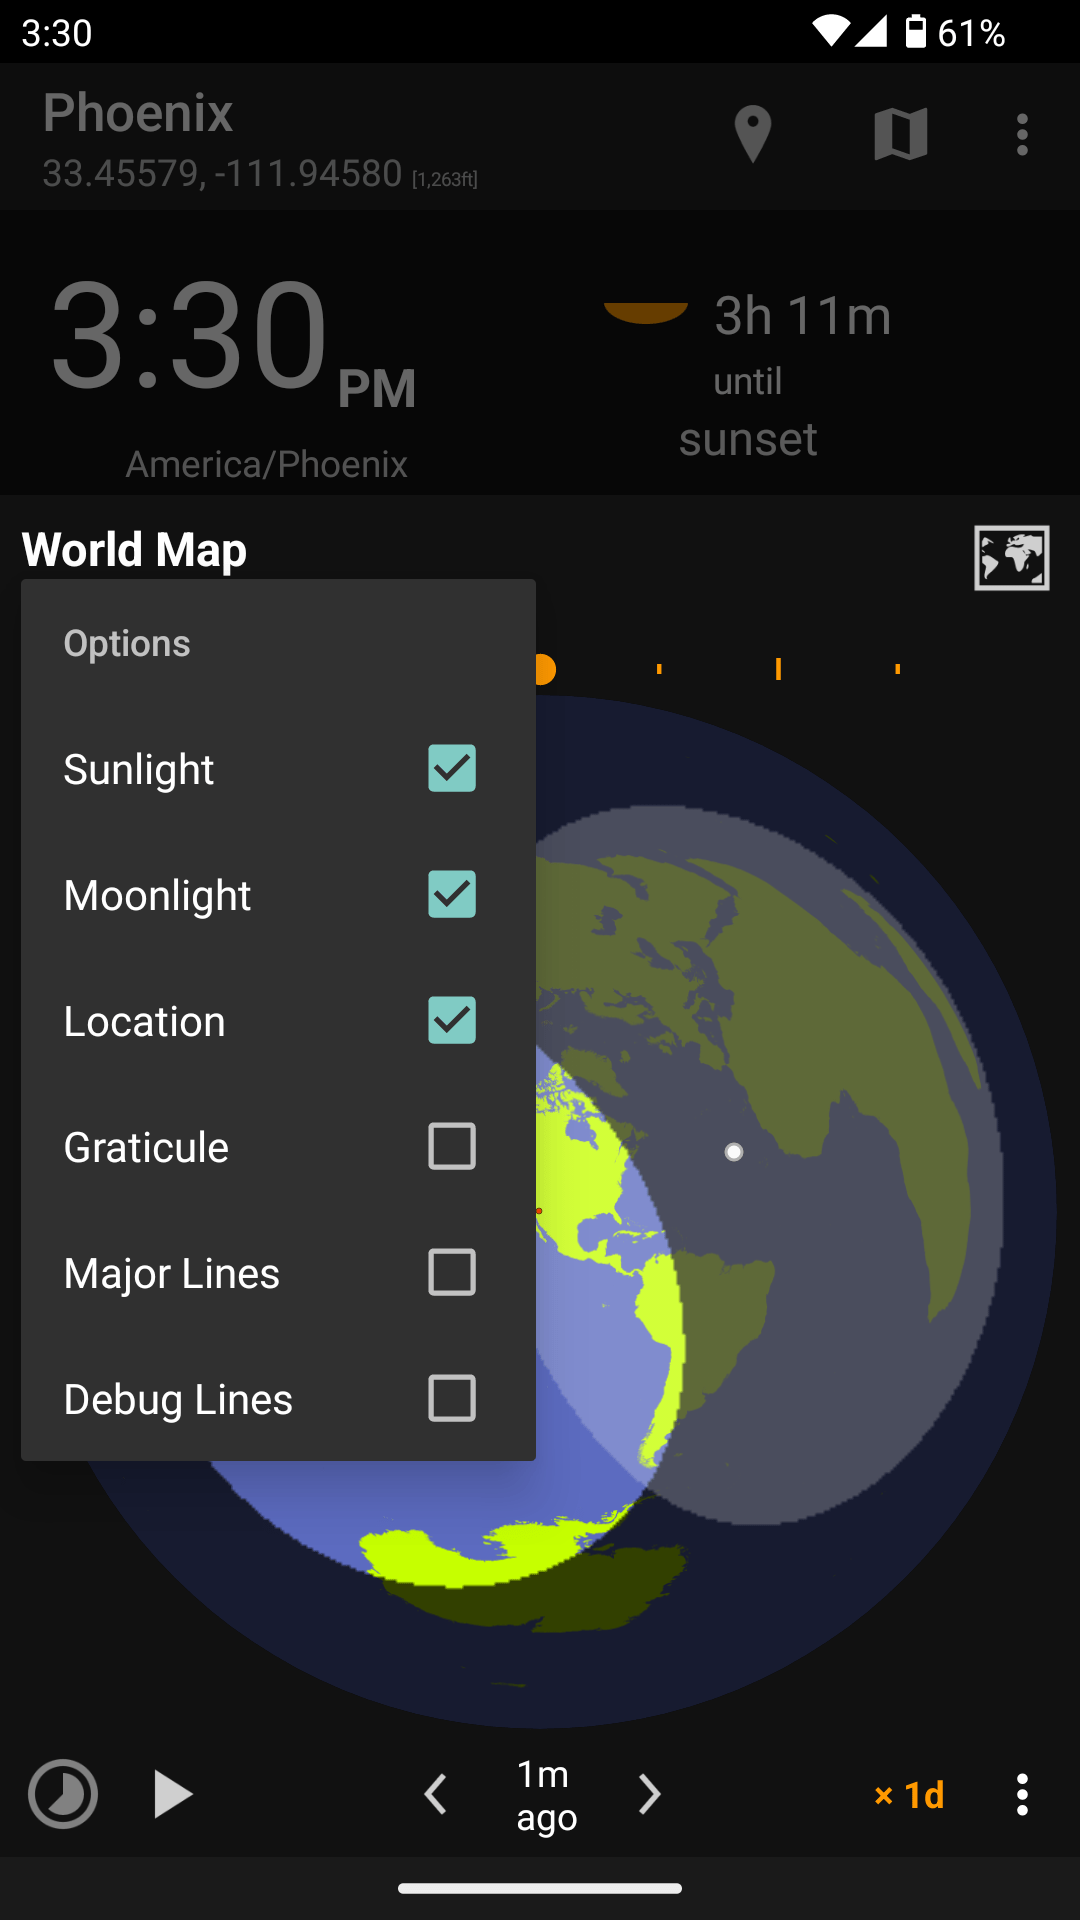 3:30
61%
Phoenix
33.45579, -111.94580 [1,263ft]
3:30 PM
America/Phoenix
3h 11m
until
sunset
World Map
Options
Sunlight
Moonlight
Location
Graticule
Major Lines
Debug Lines
1m
ago
× 1d